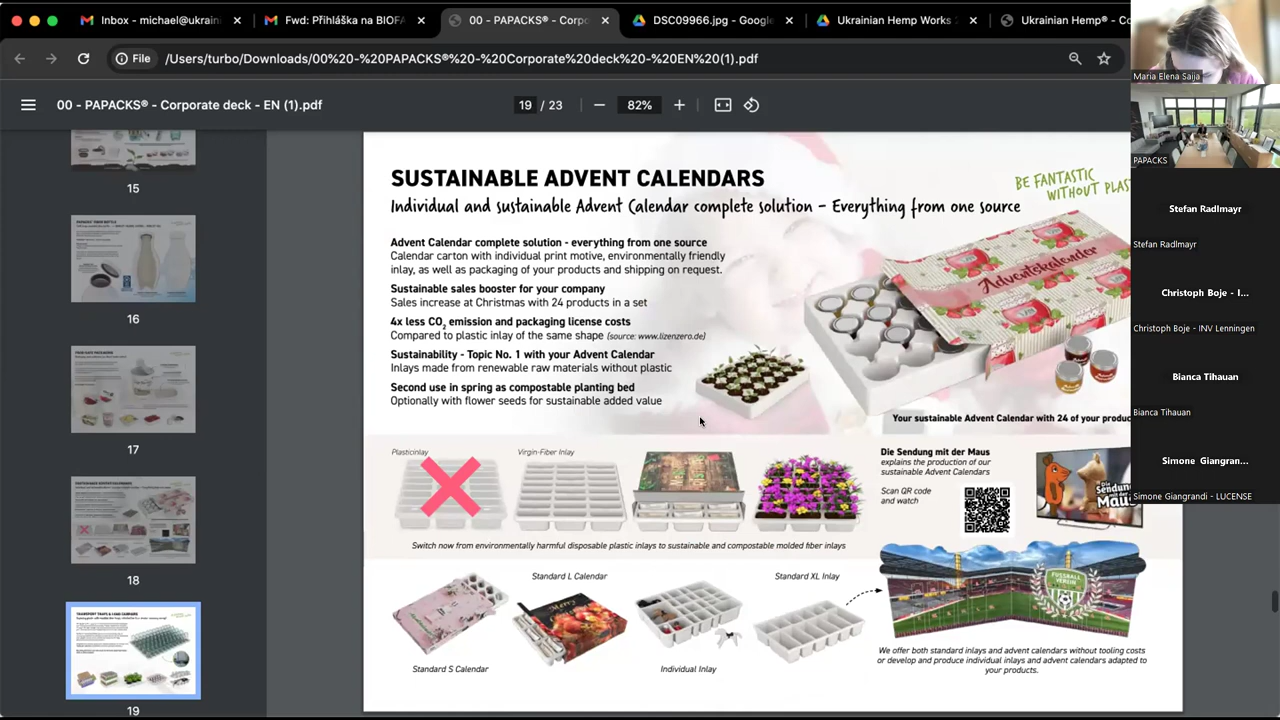 Inbox - michael@ukrain
Fwd: Přihláška na BIOFA
00 - PAPACKS® - Corpo
DSC09966.jpg - Google
Ukrainian Hemp Works 2
Ukrainian Hemp® - Co
File
/Users/turbo/Downloads/00%20-%20PAPACKS®%20-%20Corporate%20deck%20-%20EN%20(1).pdf
00 - PAPACKS® - Corporate deck - EN (1).pdf
19 / 23
82%
15
16
17
18
19
SUSTAINABLE ADVENT CALENDARS
Individual and sustainable Advent Calendar complete solution - Everything from one source
BE FANTASTIC
WITHOUT PLAST
Advent Calendar complete solution - everything from one source
Calendar carton with individual print motive, environmentally friendly
inlay, as well as packaging of your products and shipping on request.
Sustainable sales booster for your company
Sales increase at Christmas with 24 products in a set
4x less CO2 emission and packaging license costs
Compared to plastic inlay of the same shape (source: www.lizenzero.de)
Sustainability - Topic No. 1 with your Advent Calendar
Inlays made from renewable raw materials without plastic
Second use in spring as compostable planting bed
Optionally with flower seeds for sustainable added value
Adventskalender
Your sustainable Advent Calendar with 24 of your produc
Plasticinlay
Virgin-Fiber Inlay
Switch now from environmentally harmful disposable plastic inlays to sustainable and compostable molded fiber inlays
Die Sendung mit der Maus
explains the production of our
sustainable Advent Calendars
Scan QR code
and watch
Die
Sendung
mit der
Maus
Standard S Calendar
Standard L Calendar
Individual Inlay
Standard XL Inlay
FUSSBALL
VEREIN
We offer both standard inlays and advent calendars without tooling costs
or develop and produce individual inlays and advent calendars adapted to
your products.
Maria Elena Saija
PAPACKS
Stefan Radlmayr
Stefan Radlmayr
Christoph Boje - I...
Christoph Boje - INV Lenningen
Bianca Tihauan
Bianca Tihauan
Simone Giangran...
Simone Giangrandi - LUCENSE